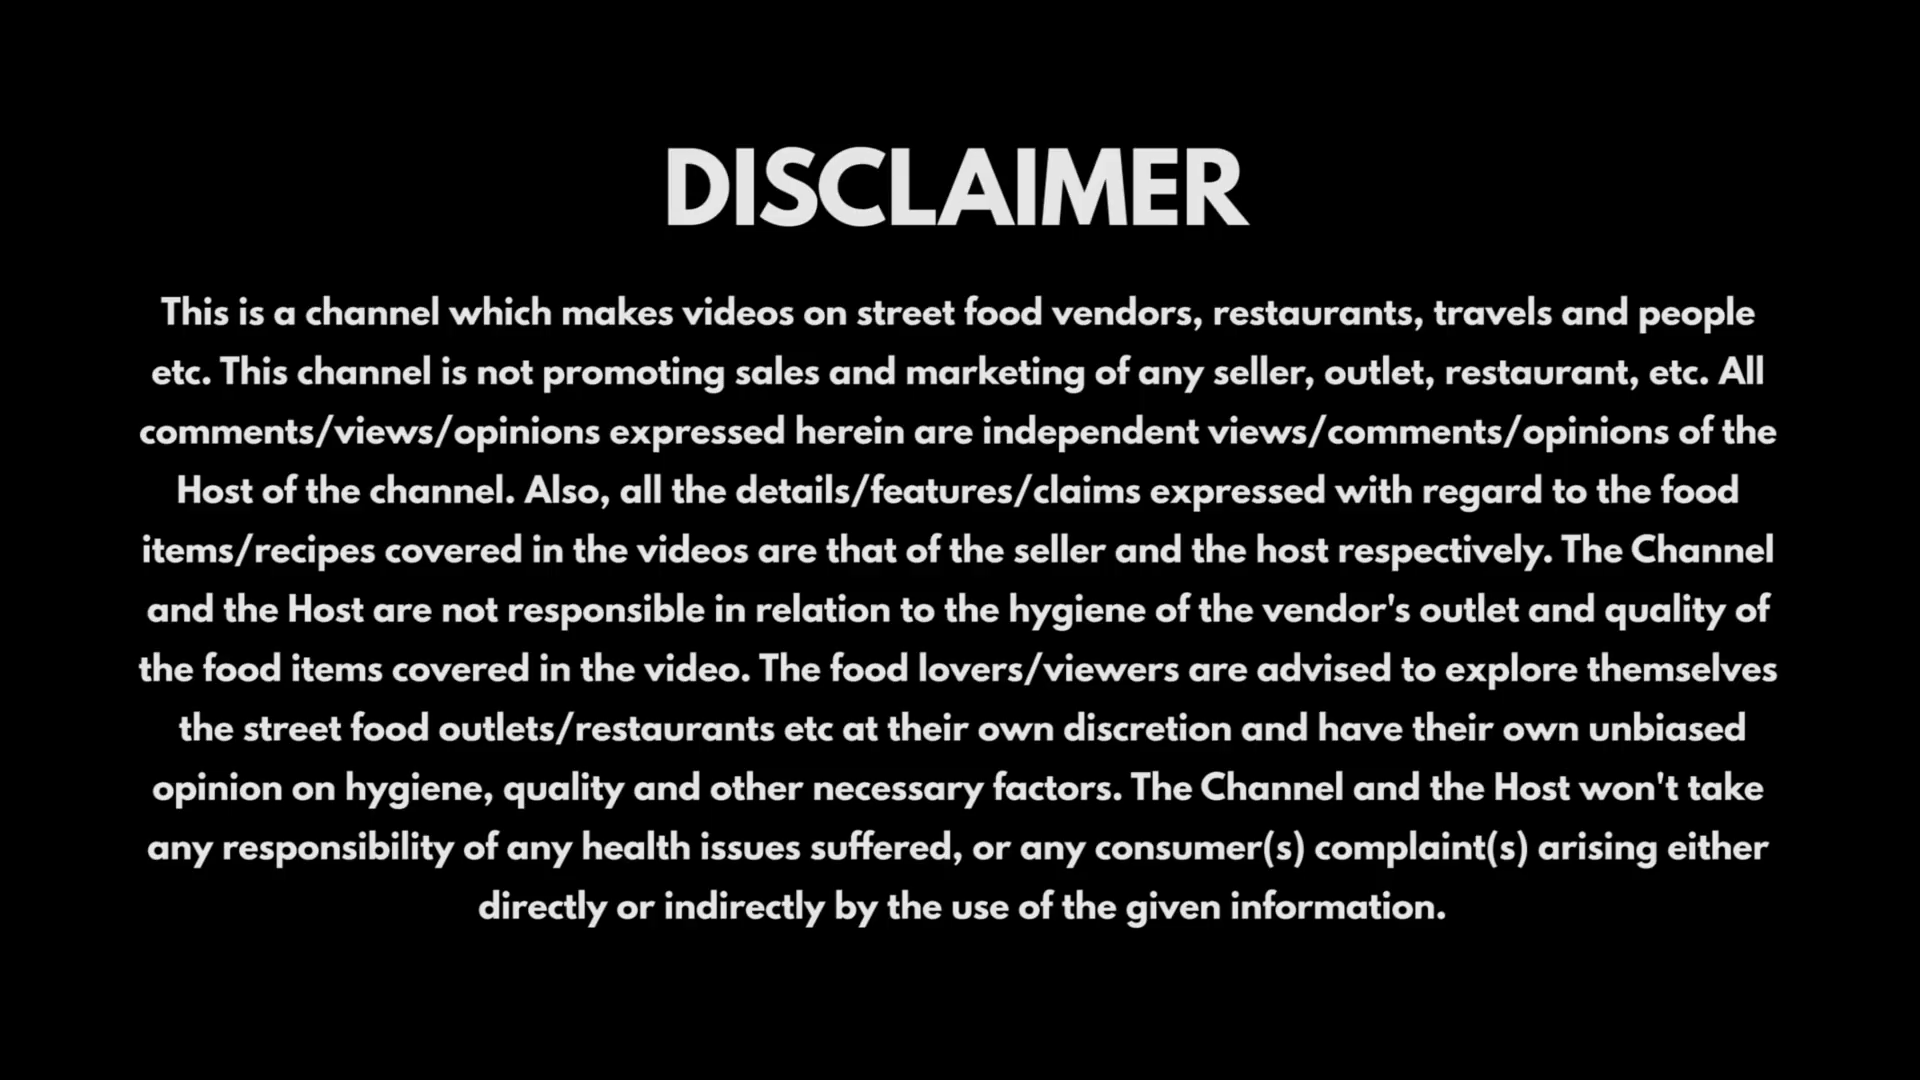 DISCLAIMER
This is a channel which makes videos on street food vendors, restaurants, travels and people
etc. This channel is not promoting sales and marketing of any seller, outlet, restaurant, etc. All
comments/views/opinions expressed herein are independent views/comments/opinions of the
Host of the channel. Also, all the details/features/claims expressed with regard to the food
items/recipes covered in the videos are that of the seller and the host respectively. The Channel
and the Host are not responsible in relation to the hygiene of the vendor's outlet and quality of
the food items covered in the video. The food lovers/viewers are advised to explore themselves
the street food outlets/restaurants etc at their own discretion and have their own unbiased
opinion on hygiene, quality and other necessary factors. The Channel and the Host won't take
any responsibility of any health issues suffered, or any consumer(s) complaint(s) arising either
directly or indirectly by the use of the given information.